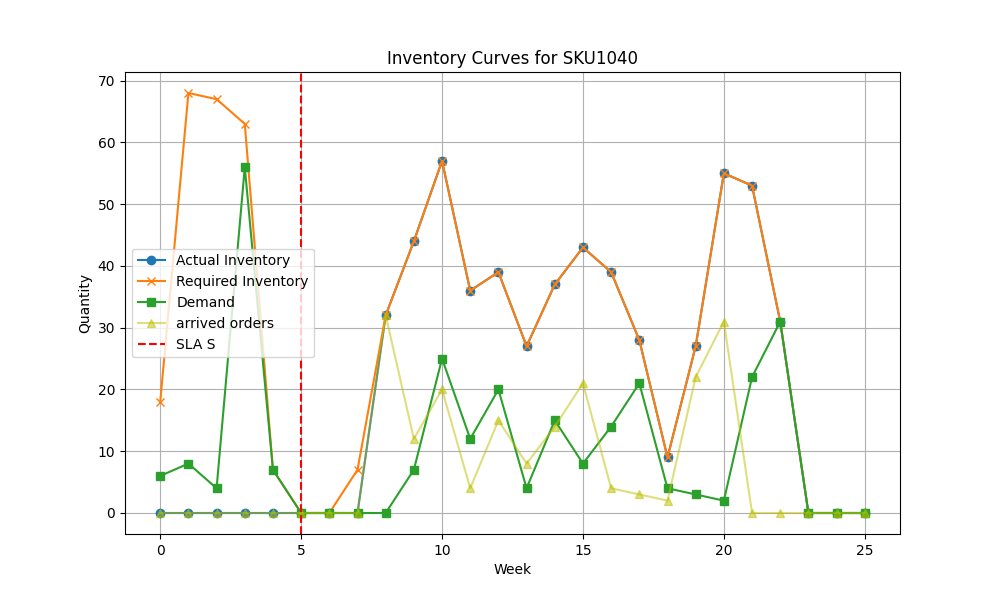 Inventory Curves for SKU1040
70
60
50
40
30
20
10
0
Quantity
Actual Inventory
Required Inventory
Demand
arrived orders
SLA S
0 5 10 15 20 25
Week